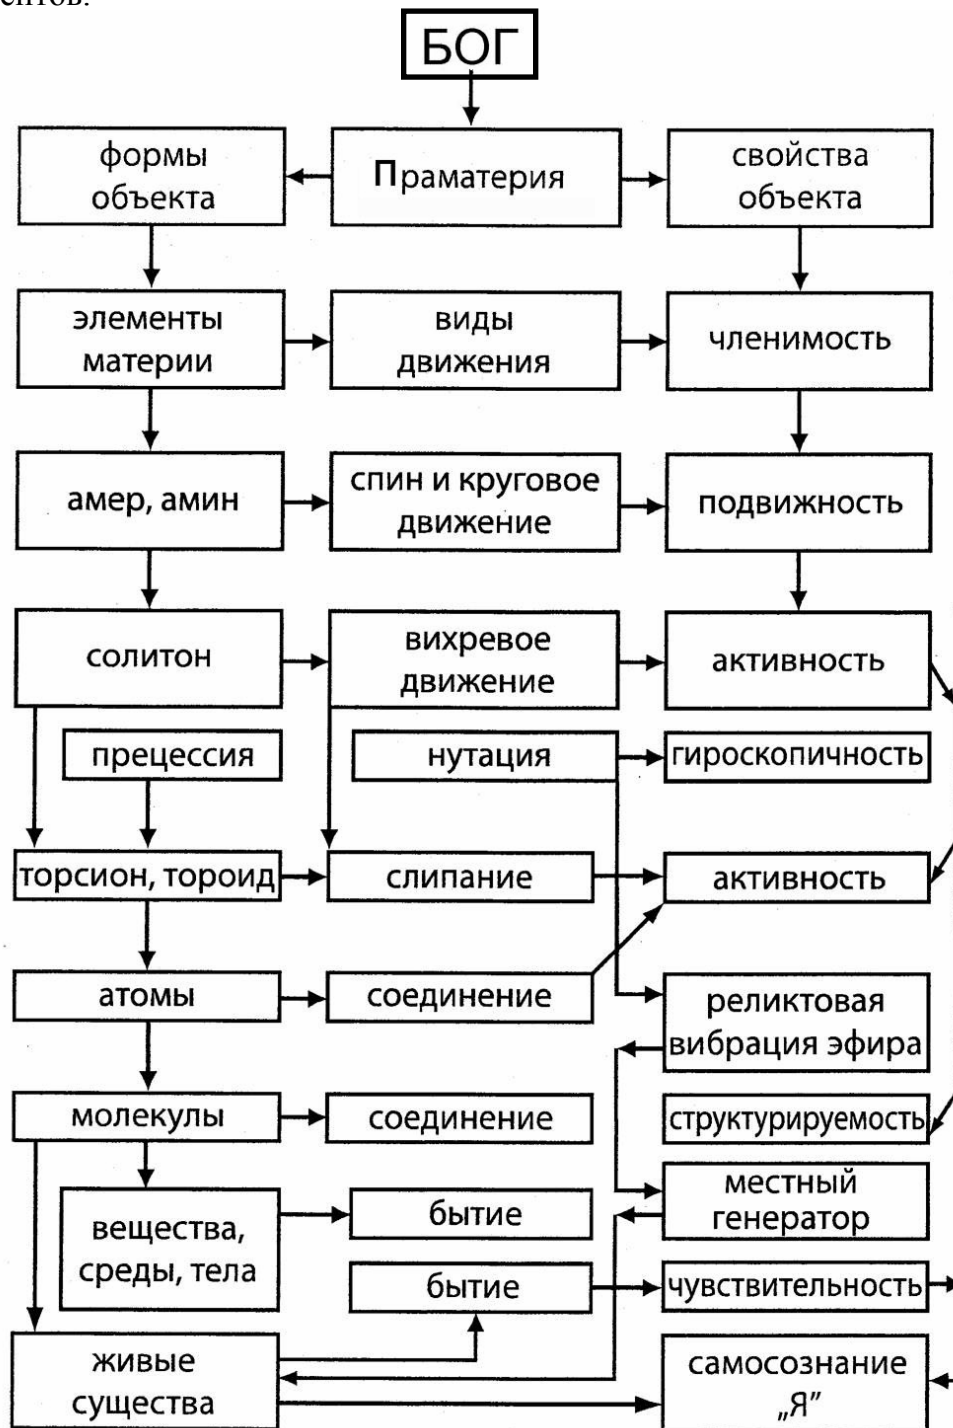 ентов.
БОГ
формы
объекта
Праматерия
свойства
объекта
элементы
материи
виды
движения
членимость
амер, амин
спин и круговое
движение
подвижность
солитон
вихревое
движение
активность
прецессия
нутация
гироскопичность
торсион, тороид
слипание
активность
атомы
соединение
реликтовая
вибрация эфира
молекулы
соединение
структурируемость
местный
генератор
вещества,
среды, тела
бытие
бытие
чувствительность
живые
существа
самосознание
„Я”